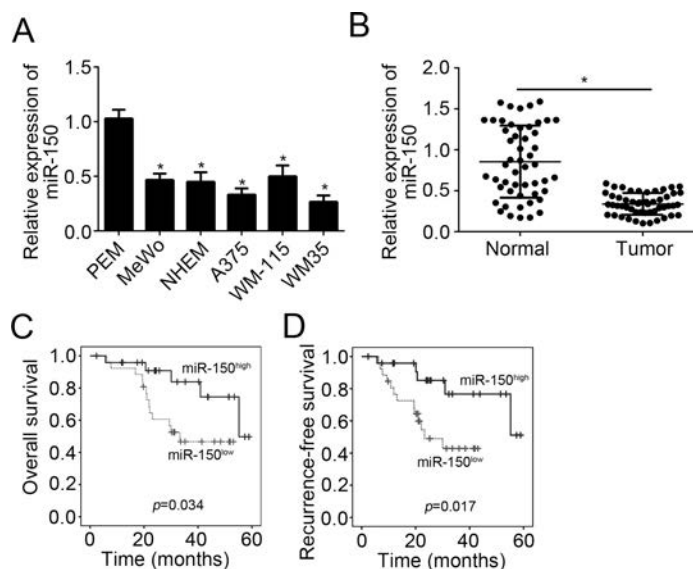 A
Relative expression of
miR-150
1.5
1.0
0.5
0.0
* * * * *
PEM
MeWo
NHEM
A375
WM-115
WM35
B
Relative expression of
miR-150
2.0
1.5
1.0
0.5
0.0
*
Normal Tumor
C
Overall survival
1.0
0.8
0.6
0.4
0.2
0.0
miR-150high
miR-150low
p=0.034
0 20 40 60
Time (months)
D
Recurrence-free survival
1.0
0.8
0.6
0.4
0.2
0.0
miR-150high
miR-150low
p=0.017
0 20 40 60
Time (months)